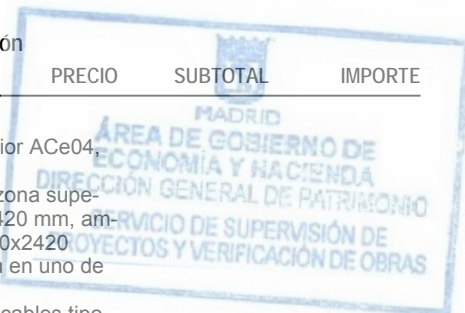 ón
PRECIO SUBTOTAL IMPORTE
MADRID
ior ACe04,
ÁREA DE GOBIERNO DE
ECONOMÍA Y HACIENDA
zona supe-
DIRECCIÓN GENERAL DE PATRIMONIO
420 mm, am-
SERVICIO DE SUPERVISIÓN DE
0x2420
PROYECTOS Y VERIFICACIÓN DE OBRAS
n en uno de
cables tipo